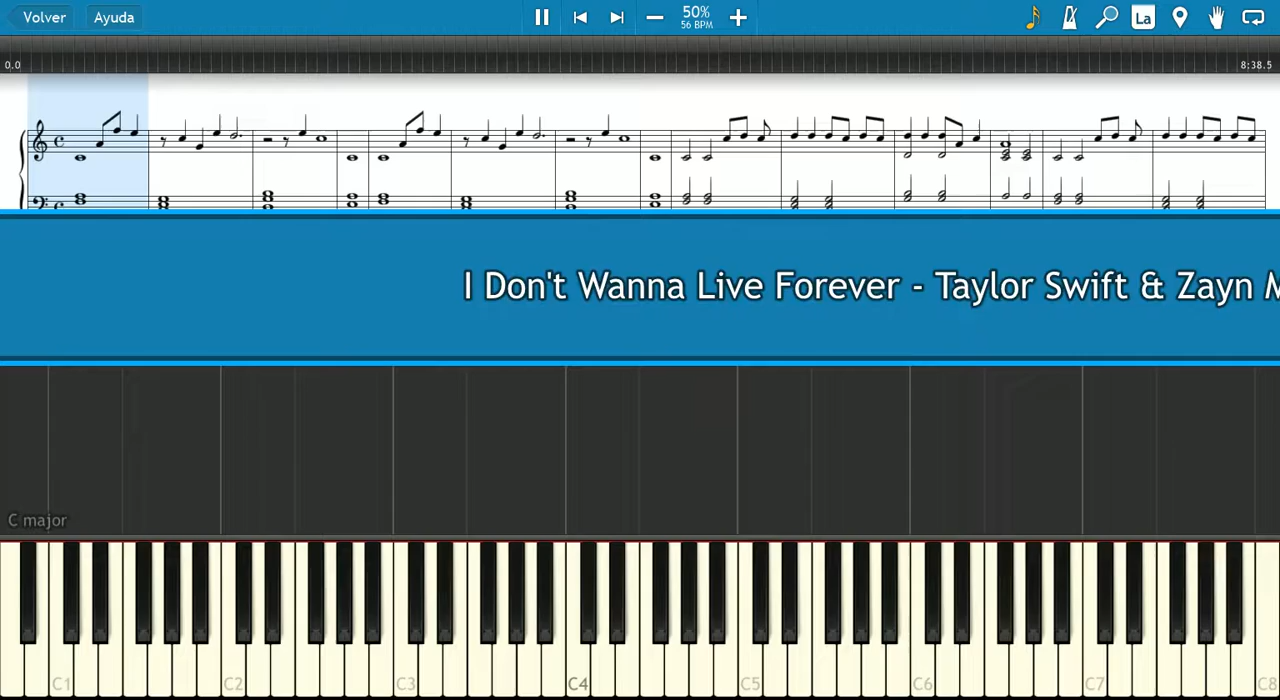 Volver Ayuda 50%
56 BPM
La
0.0 8:38.5
I Don't Wanna Live Forever - Taylor Swift & Zayn M
C major
C1 C2 C3 C4 C5 C6 C7 C8